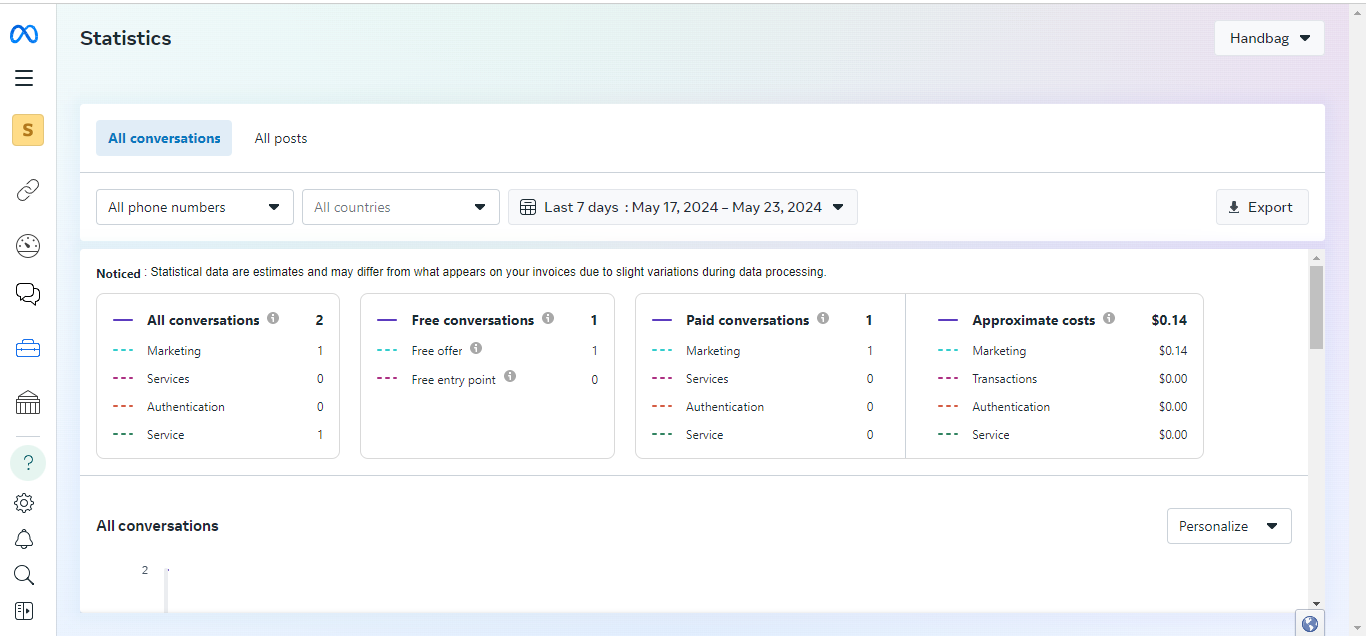 Statistics
Handbag
S
All conversations
All posts
All phone numbers
All countries
Last 7 days : May 17, 2024 – May 23, 2024
Export
Noticed : Statistical data are estimates and may differ from what appears on your invoices due to slight variations during data processing.
All conversations 2
Marketing 1
Services 0
Authentication 0
Service 1
Free conversations 1
Free offer 1
Free entry point 0
Paid conversations 1
Marketing 1
Services 0
Authentication 0
Service 0
Approximate costs $0.14
Marketing $0.14
Transactions $0.00
Authentication $0.00
Service $0.00
?
All conversations
Personalize
2